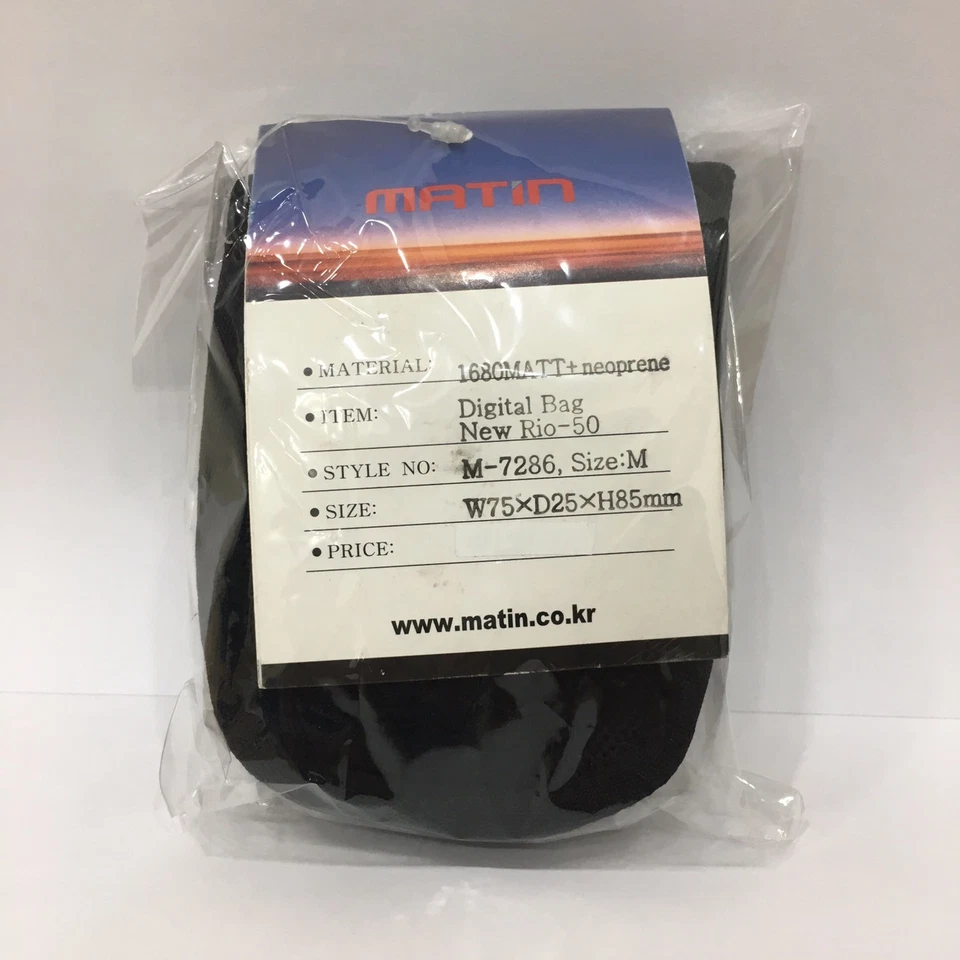 MATIN
● MATERIAL: 1680MATT+neoprene
● ITEM: Digital Bag
New Rio-50
● STYLE NO: M-7286, Size:M
● SIZE: W75×D25×H85mm
● PRICE:
www.matin.co.kr